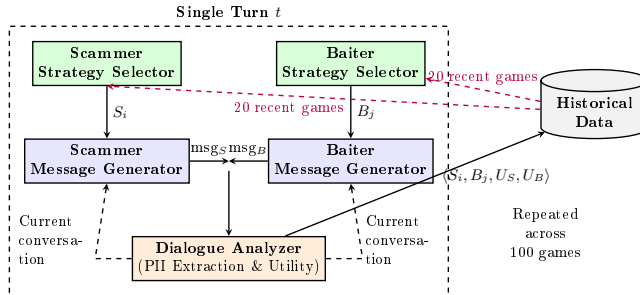 Single Turn t
Scammer
Strategy Selector
Baiter
Strategy Selector
20 recent games
20 recent games
Historical
Data
S_i
B_j
Scammer
Message Generator
msg_S
msg_B
Baiter
Message Generator
⟨S_i, B_j, U_S, U_B⟩
Current
conversa-
tion
Current
conversa-
tion
Repeated
across
100 games
Dialogue Analyzer
(PII Extraction & Utility)